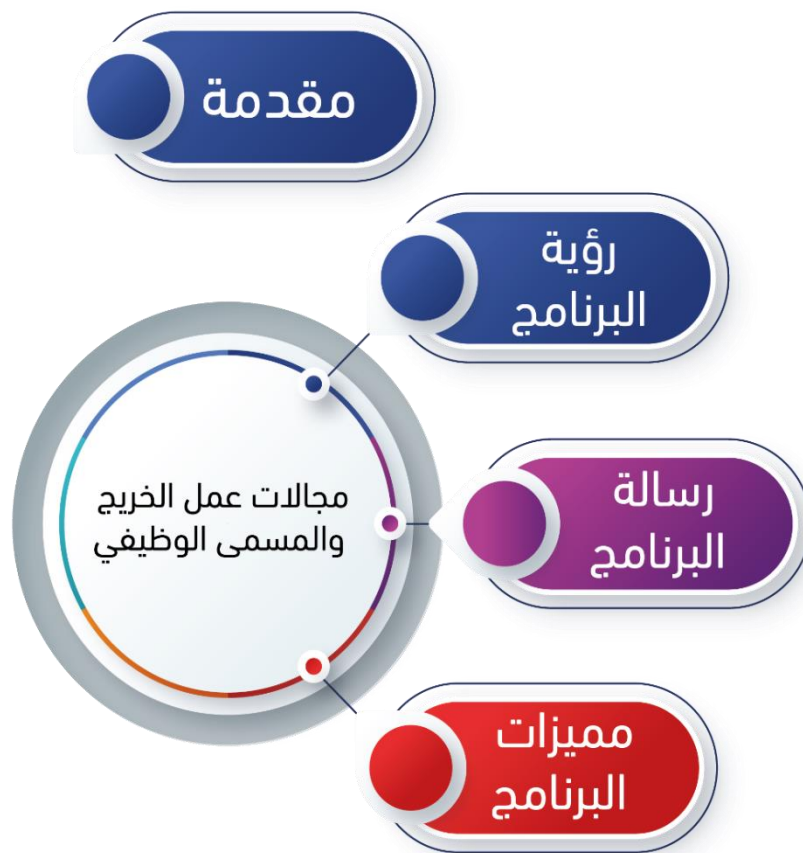 مقدمة
رؤية
البرنامج
مجالات عمل الخريج
والمسمى الوظيفي
رسالة
البرنامج
مميزات
البرنامج